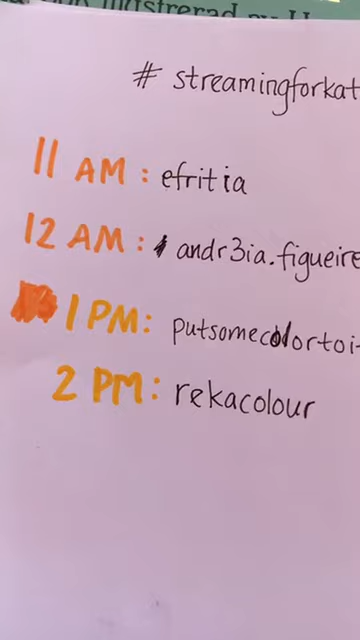 # streamingforkat
11 AM : efritia
12 AM : andr3ia.figueire
1 PM: putsomecolortoi
2 PM: rekacolour